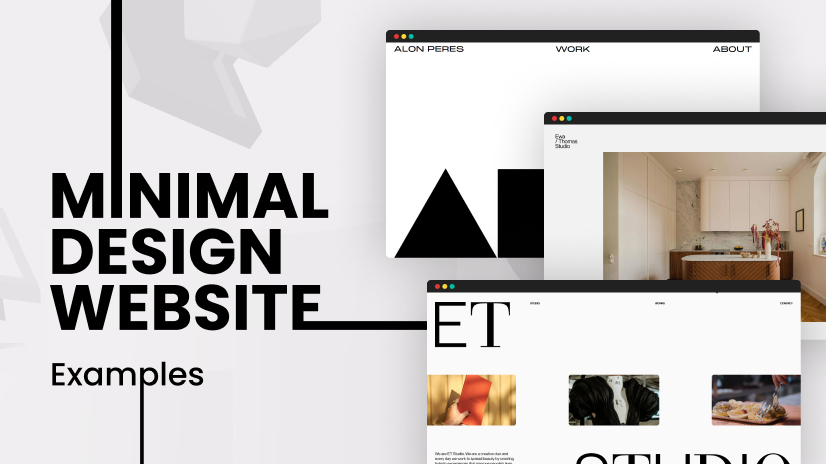 MINIMAL
DESIGN
WEBSITE
Examples
ALON PERES WORK ABOUT
Ewa
/ Thomas
Studio
ET STUDIO WORKS CONTACT
We are ET Studio. We are a creative duo and
every day we work to spread beauty by creating
STUDIO